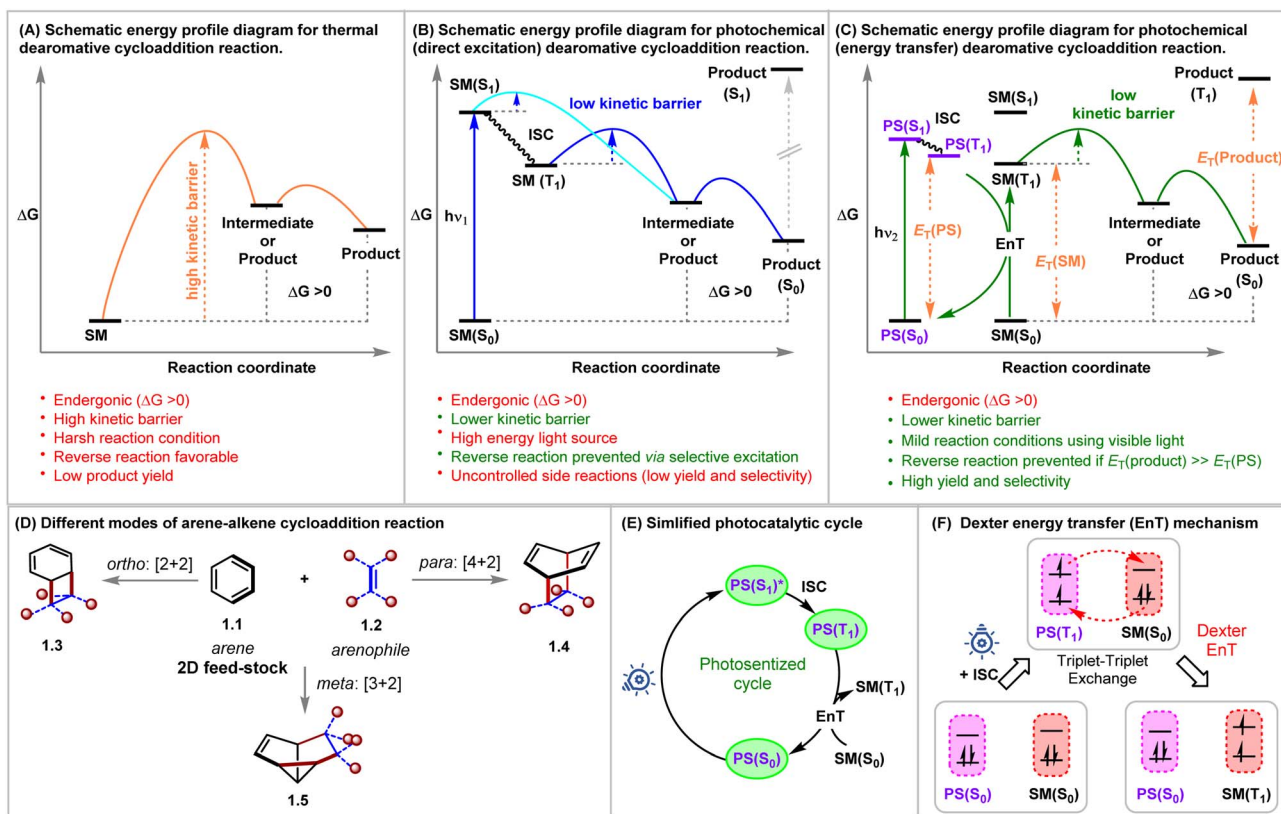 (A) Schematic energy profile diagram for thermal
dearomative cycloaddition reaction.
ΔG
high kinetic barrier
SM
Intermediate
or
Product
Product
ΔG >0
Reaction coordinate
• Endergonic (ΔG >0)
• High kinetic barrier
• Harsh reaction condition
• Reverse reaction favorable
• Low product yield
(B) Schematic energy profile diagram for photochemical
(direct excitation) dearomative cycloaddition reaction.
Product
(S₁)
SM(S₁)
low kinetic barrier
ISC
SM (T₁)
ΔG
hν₁
Intermediate
or
Product
Product
(S₀)
ΔG >0
SM(S₀)
Reaction coordinate
• Endergonic (ΔG >0)
• Lower kinetic barrier
• High energy light source
• Reverse reaction prevented via selective excitation
• Uncontrolled side reactions (low yield and selectivity)
(C) Schematic energy profile diagram for photochemical
(energy transfer) dearomative cycloaddition reaction.
Product
(T₁)
SM(S₁)
low kinetic
barrier
PS(S₁)
ISC
PS(T₁)
SM(T₁)
E_T(Product)
ΔG
hν₂
E_T(PS)
EnT
E_T(SM)
Intermediate
or
Product
Product
(S₀)
ΔG >0
PS(S₀)
SM(S₀)
Reaction coordinate
• Endergonic (ΔG >0)
• Lower kinetic barrier
• Mild reaction conditions using visible light
• Reverse reaction prevented if E_T(product) >> E_T(PS)
• High yield and selectivity
(D) Different modes of arene-alkene cycloaddition reaction
ortho: [2+2]
+
para: [4+2]
1.3
1.1
arene
2D feed-stock
1.2
arenophile
1.4
meta: [3+2]
1.5
(E) Simlified photocatalytic cycle
PS(S₁)*
ISC
PS(T₁)
Photosentized
cycle
SM(T₁)
EnT
SM(S₀)
PS(S₀)
(F) Dexter energy transfer (EnT) mechanism
PS(T₁)
SM(S₀)
+ ISC
Triplet-Triplet
Exchange
Dexter
EnT
PS(S₀)
SM(S₀)
PS(S₀)
SM(T₁)